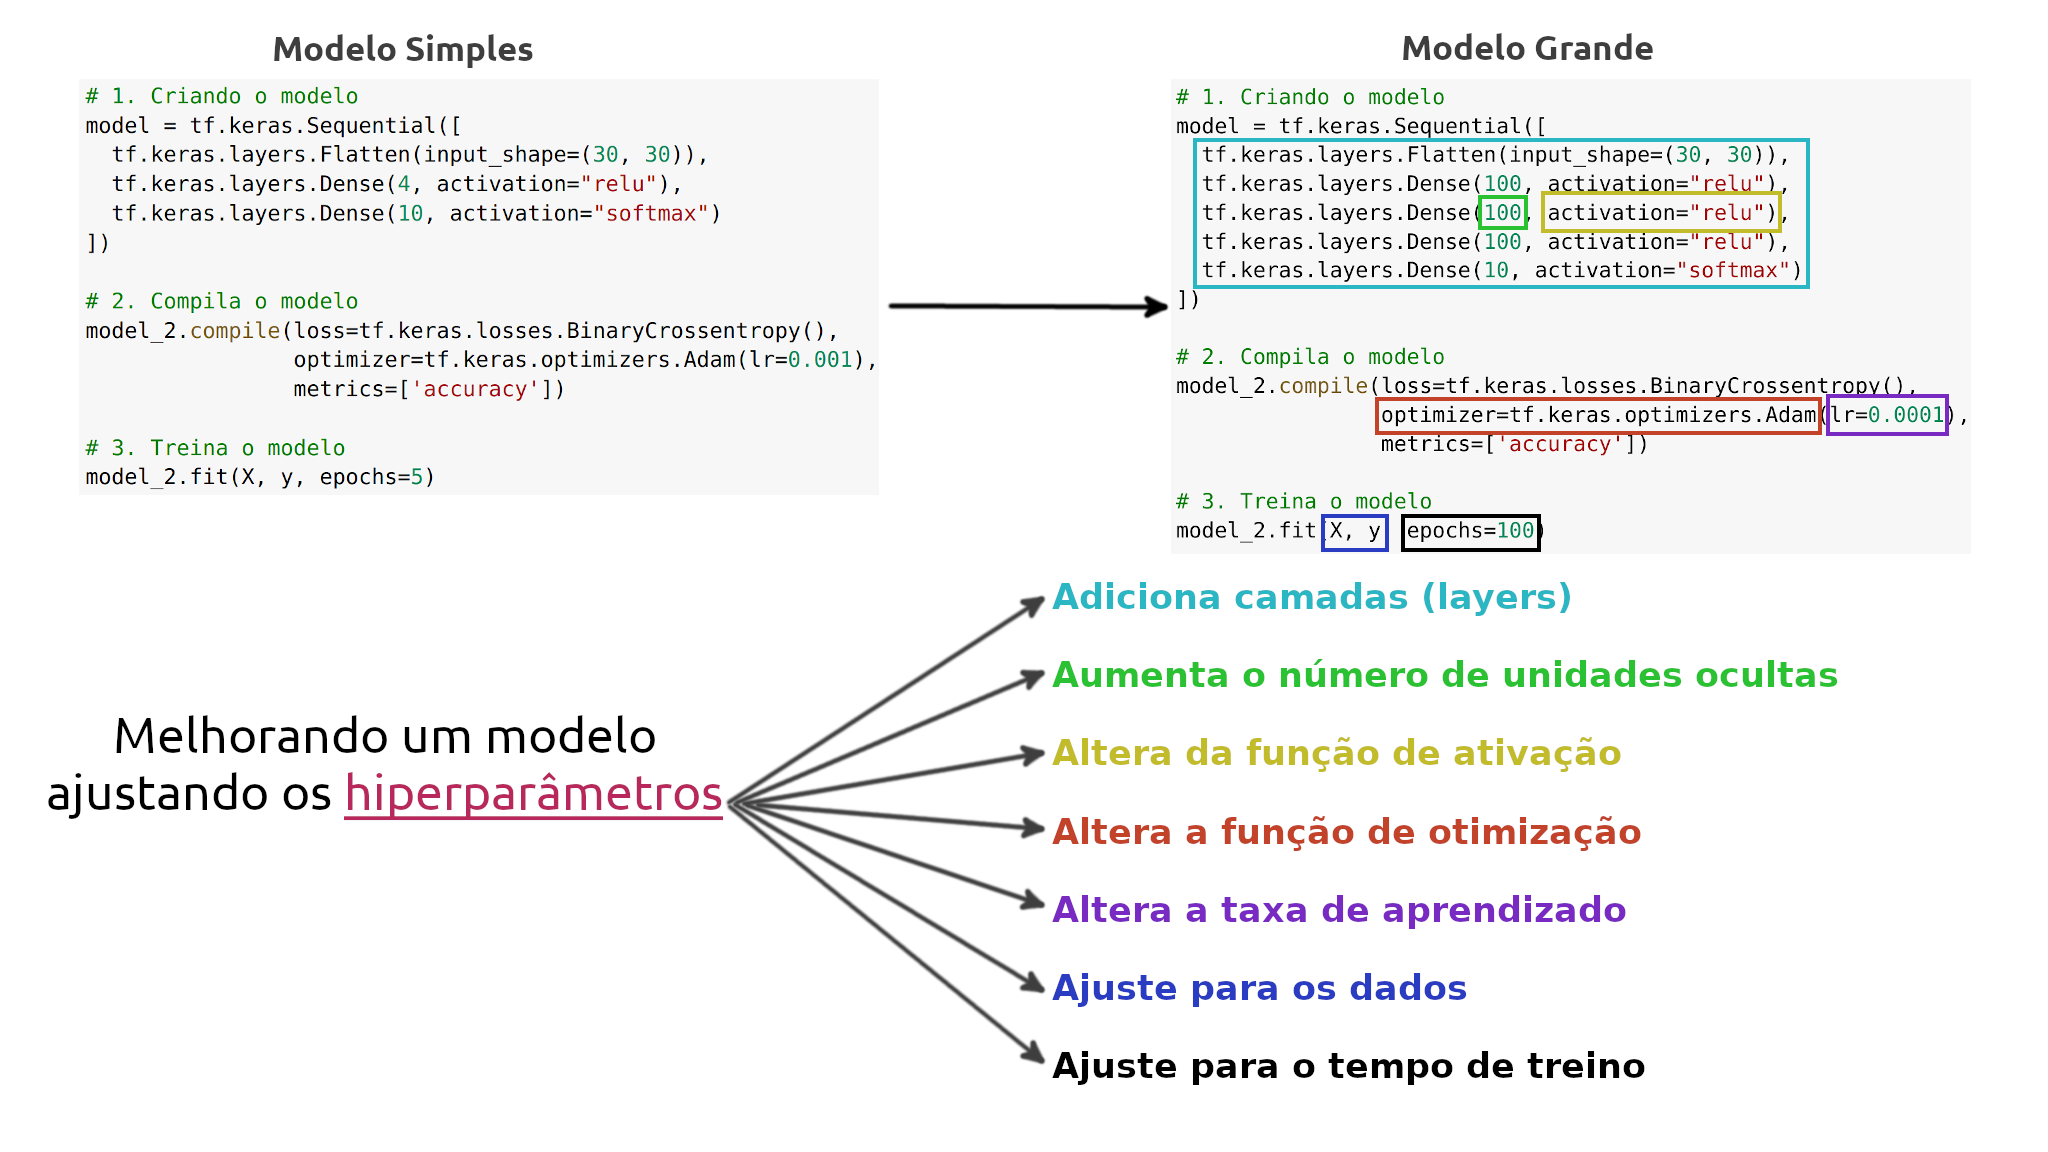 Modelo Simples
# 1. Criando o modelo
model = tf.keras.Sequential([
  tf.keras.layers.Flatten(input_shape=(30, 30)),
  tf.keras.layers.Dense(4, activation="relu"),
  tf.keras.layers.Dense(10, activation="softmax")
])
# 2. Compila o modelo
model_2.compile(loss=tf.keras.losses.BinaryCrossentropy(),
                optimizer=tf.keras.optimizers.Adam(lr=0.001),
                metrics=['accuracy'])
# 3. Treina o modelo
model_2.fit(X, y, epochs=5)
Modelo Grande
# 1. Criando o modelo
model = tf.keras.Sequential([
  tf.keras.layers.Flatten(input_shape=(30, 30)),
  tf.keras.layers.Dense(100, activation="relu"),
  tf.keras.layers.Dense(100, activation="relu"),
  tf.keras.layers.Dense(100, activation="relu"),
  tf.keras.layers.Dense(10, activation="softmax")
])
# 2. Compila o modelo
model_2.compile(loss=tf.keras.losses.BinaryCrossentropy(),
                optimizer=tf.keras.optimizers.Adam(lr=0.0001),
                metrics=['accuracy'])
# 3. Treina o modelo
model_2.fit(X, y epochs=100)
Melhorando um modelo
ajustando os hiperparâmetros
Adiciona camadas (layers)
Aumenta o número de unidades ocultas
Altera da função de ativação
Altera a função de otimização
Altera a taxa de aprendizado
Ajuste para os dados
Ajuste para o tempo de treino